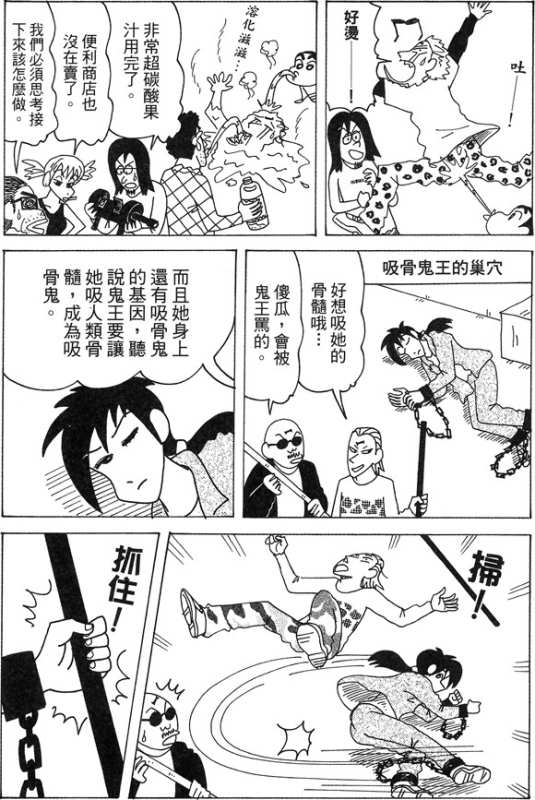 吐
——
！
好燙
——
！
溶化滋滋…
非常超碳酸果
汁用完了。
便利商店也
沒在賣了。
我們必須思考接
下來該怎麼做。
吸骨鬼王的巢穴
好想吸她的
骨髓哦…
傻瓜，會被
鬼王罵的。
而且她身上
還有吸骨鬼
的基因，聽
說鬼王要讓
她吸人類骨
髓，成為吸
骨鬼。
掃！
抓住！